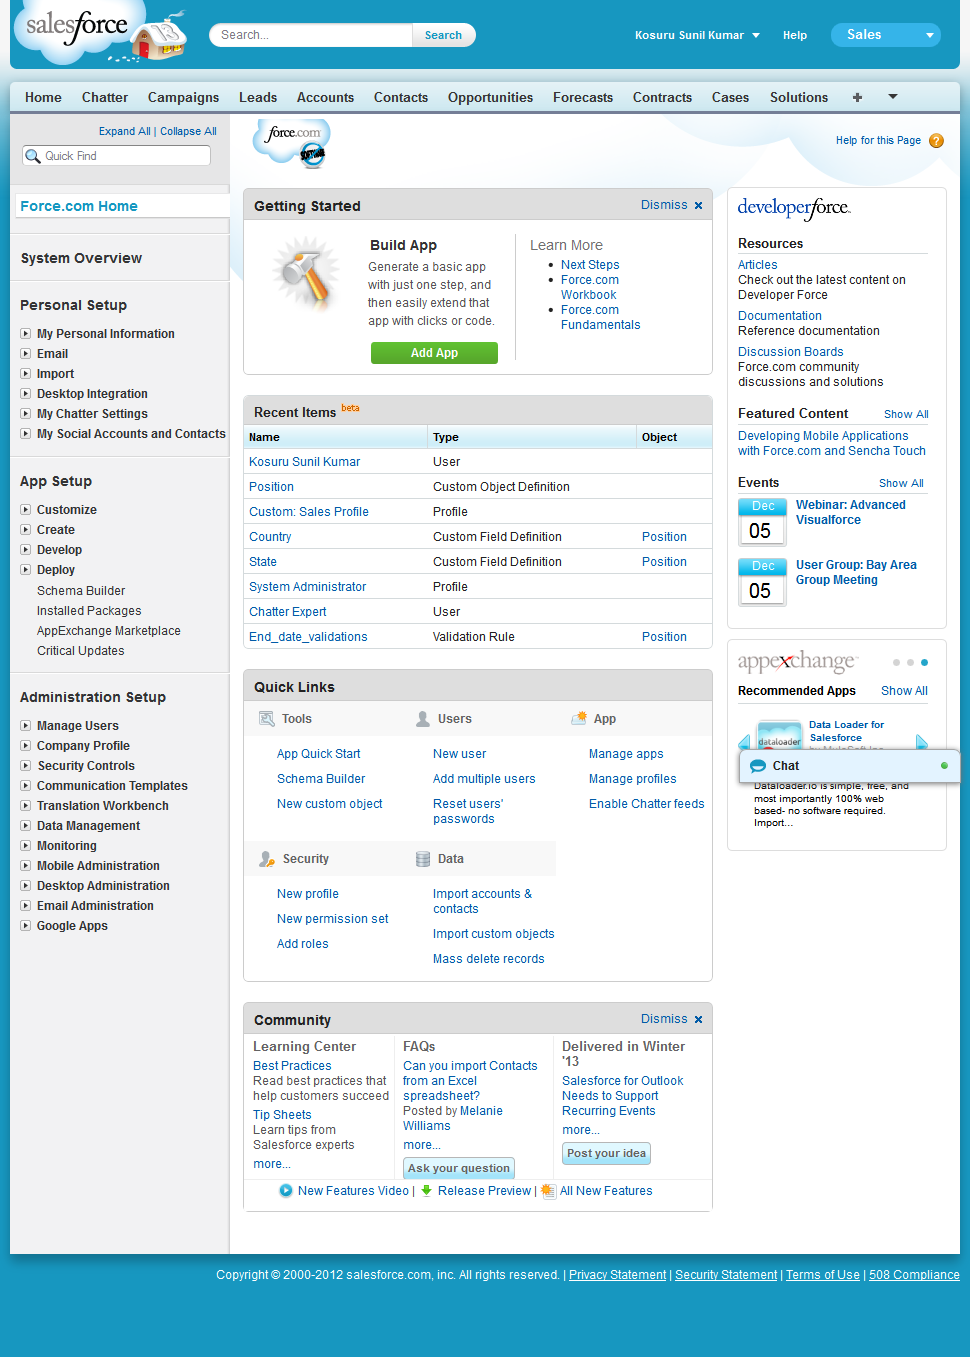 salesforce
13
Search...
Search
Kosuru Sunil Kumar
Help
Sales
Home
Chatter
Campaigns
Leads
Accounts
Contacts
Opportunities
Forecasts
Contracts
Cases
Solutions
+
Expand All | Collapse All
Quick Find
Force.com Home
System Overview
Personal Setup
My Personal Information
Email
Import
Desktop Integration
My Chatter Settings
My Social Accounts and Contacts
App Setup
Customize
Create
Develop
Deploy
Schema Builder
Installed Packages
AppExchange Marketplace
Critical Updates
Administration Setup
Manage Users
Company Profile
Security Controls
Communication Templates
Translation Workbench
Data Management
Monitoring
Mobile Administration
Desktop Administration
Email Administration
Google Apps
force.com
SOFTWARE
Help for this Page ?
Getting Started
Dismiss x
Build App
Generate a basic app
with just one step, and
then easily extend that
app with clicks or code.
Add App
Learn More
• Next Steps
• Force.com
Workbook
• Force.com
Fundamentals
Recent Items beta
Name Type Object
Kosuru Sunil Kumar User
Position Custom Object Definition
Custom: Sales Profile Profile
Country Custom Field Definition Position
State Custom Field Definition Position
System Administrator Profile
Chatter Expert User
End_date_validations Validation Rule Position
Quick Links
Tools
App Quick Start
Schema Builder
New custom object
Users
New user
Add multiple users
Reset users'
passwords
App
Manage apps
Manage profiles
Enable Chatter feeds
Security
New profile
New permission set
Add roles
Data
Import accounts &
contacts
Import custom objects
Mass delete records
Community
Dismiss x
Learning Center
Best Practices
Read best practices that
help customers succeed
Tip Sheets
Learn tips from
Salesforce experts
more...
FAQs
Can you import Contacts
from an Excel
spreadsheet?
Posted by Melanie
Williams
more...
Ask your question
Delivered in Winter
'13
Salesforce for Outlook
Needs to Support
Recurring Events
more...
Post your idea
New Features Video | Release Preview | All New Features
developerforce
Resources
Articles
Check out the latest content on
Developer Force
Documentation
Reference documentation
Discussion Boards
Force.com community
discussions and solutions
Featured Content Show All
Developing Mobile Applications
with Force.com and Sencha Touch
Events Show All
Dec
05
Webinar: Advanced
Visualforce
Dec
05
User Group: Bay Area
Group Meeting
appexchange
Recommended Apps Show All
dataloader
Data Loader for
Salesforce
by MuleSoft Inc
Chat
Dataloader.io is simple, free, and
most importantly 100% web
based- no software required.
Import...
Copyright © 2000-2012 salesforce.com, inc. All rights reserved. | Privacy Statement | Security Statement | Terms of Use | 508 Compliance